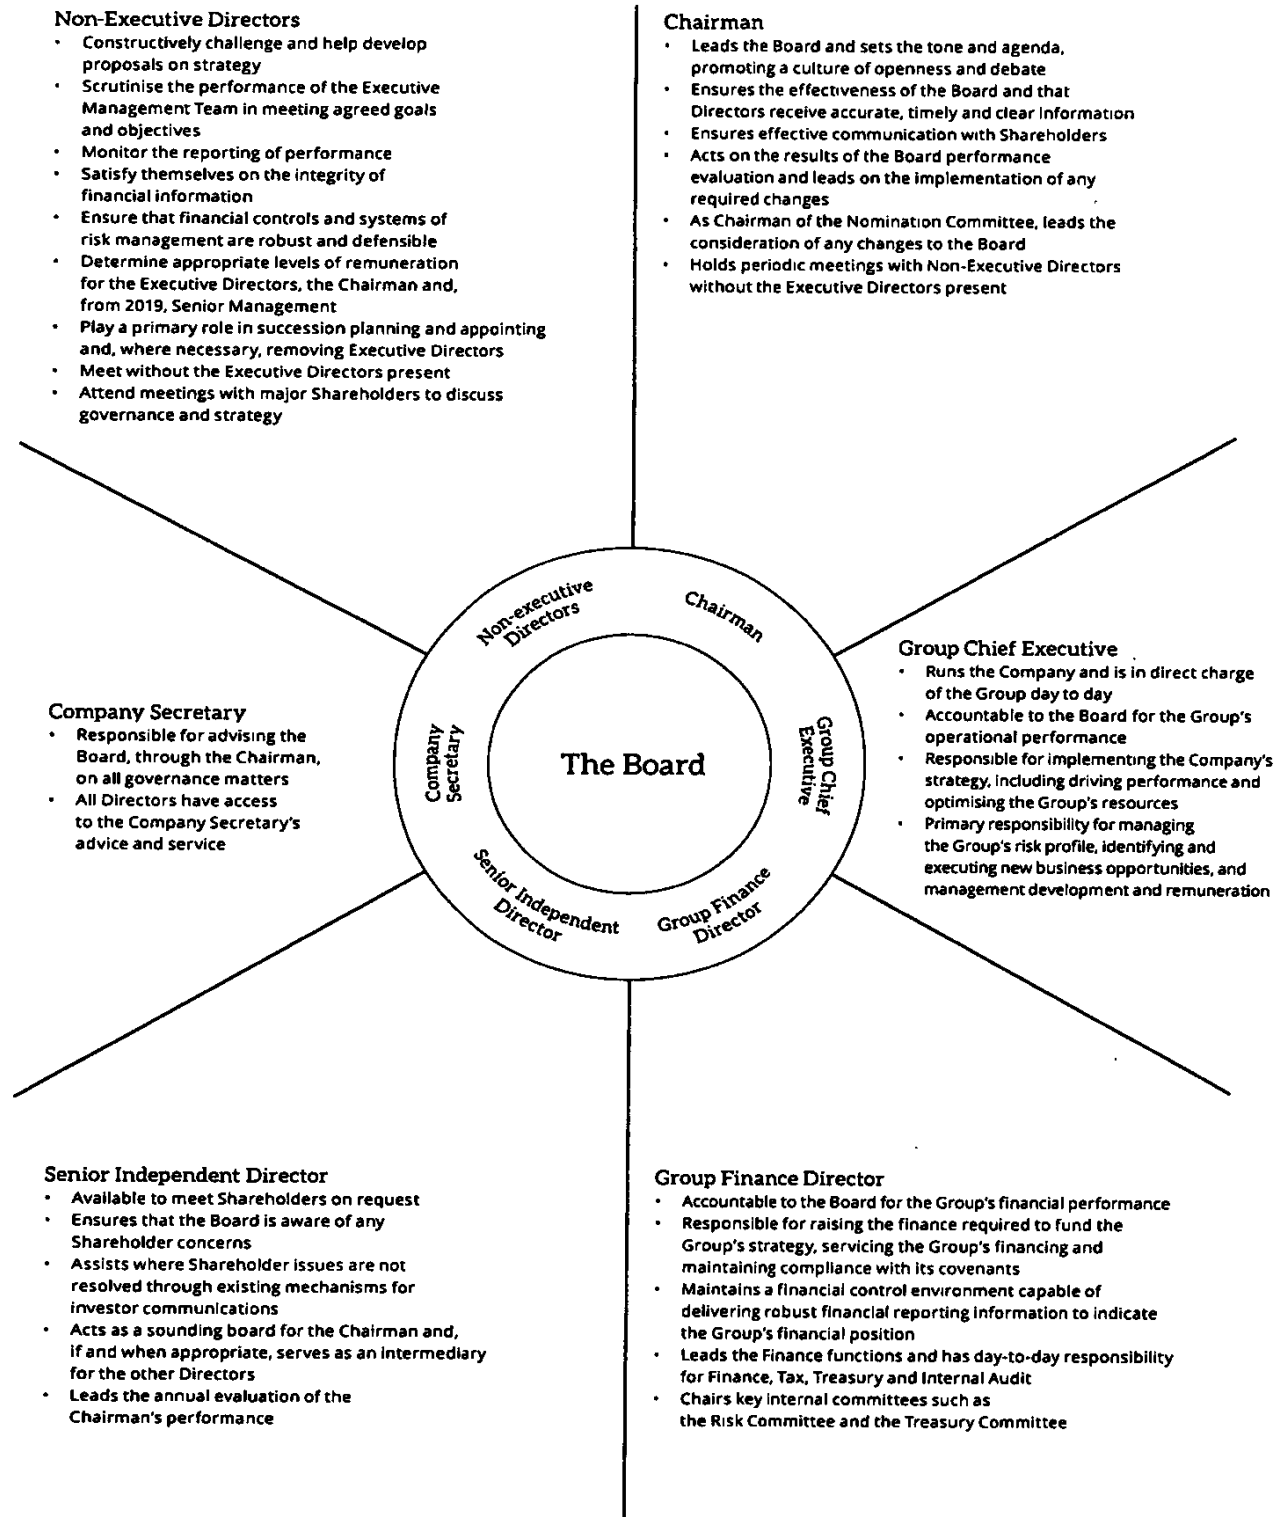 Non-Executive Directors
• Constructively challenge and help develop
proposals on strategy
• Scrutinise the performance of the Executive
Management Team in meeting agreed goals
and objectives
• Monitor the reporting of performance
• Satisfy themselves on the integrity of
financial information
• Ensure that financial controls and systems of
risk management are robust and defensible
• Determine appropriate levels of remuneration
for the Executive Directors, the Chairman and,
from 2019, Senior Management
• Play a primary role in succession planning and appointing
and, where necessary, removing Executive Directors
• Meet without the Executive Directors present
• Attend meetings with major Shareholders to discuss
governance and strategy
Chairman
• Leads the Board and sets the tone and agenda,
promoting a culture of openness and debate
• Ensures the effectiveness of the Board and that
Directors receive accurate, timely and clear information
• Ensures effective communication with Shareholders
• Acts on the results of the Board performance
evaluation and leads on the implementation of any
required changes
• As Chairman of the Nomination Committee, leads the
consideration of any changes to the Board
• Holds periodic meetings with Non-Executive Directors
without the Executive Directors present
Non-executive
Directors
Chairman
Company
Secretary
The Board
Group Chief
Executive
Senior Independent
Director
Group Finance
Director
Group Chief Executive
• Runs the Company and is in direct charge
of the Group day to day
• Accountable to the Board for the Group's
operational performance
• Responsible for implementing the Company's
strategy, including driving performance and
optimising the Group's resources
• Primary responsibility for managing
the Group's risk profile, identifying and
executing new business opportunities, and
management development and remuneration
Company Secretary
• Responsible for advising the
Board, through the Chairman,
on all governance matters
• All Directors have access
to the Company Secretary's
advice and service
Senior Independent Director
• Available to meet Shareholders on request
• Ensures that the Board is aware of any
Shareholder concerns
• Assists where Shareholder issues are not
resolved through existing mechanisms for
investor communications
• Acts as a sounding board for the Chairman and,
if and when appropriate, serves as an intermediary
for the other Directors
• Leads the annual evaluation of the
Chairman's performance
Group Finance Director
• Accountable to the Board for the Group's financial performance
• Responsible for raising the finance required to fund the
Group's strategy, servicing the Group's financing and
maintaining compliance with its covenants
• Maintains a financial control environment capable of
delivering robust financial reporting information to indicate
the Group's financial position
• Leads the Finance functions and has day-to-day responsibility
for Finance, Tax, Treasury and Internal Audit
• Chairs key internal committees such as
the Risk Committee and the Treasury Committee